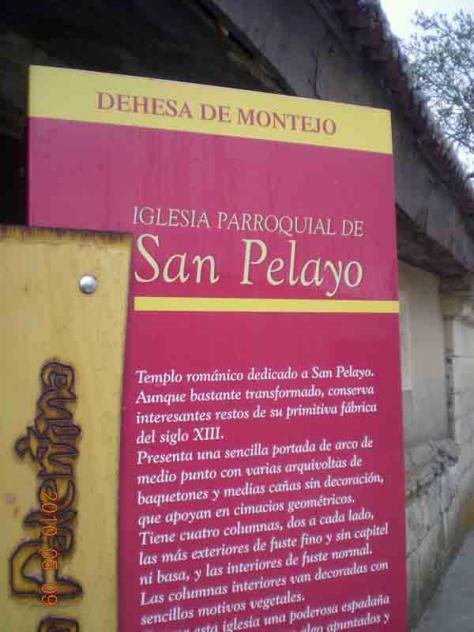 DEHESA DE MONTEJO
IGLESIA PARROQUIAL DE
San Pelayo
Templo románico dedicado a San Pelayo.
Aunque bastante transformado, conserva
interesantes restos de su primitiva fábrica
del siglo XIII.
Presenta una sencilla portada de arco de
medio punto con varias arquivoltas de
baquetones y medias cañas sin decoración,
que apoyan en cimacios geométricos.
Tiene cuatro columnas, dos a cada lado,
las más exteriores de fuste fino y sin capitel
ni basa, y las interiores de fuste normal.
Las columnas interiores van decoradas con
sencillos motivos vegetales.
esta iglesia una poderosa espadaña
apuntados y
2010-05-09